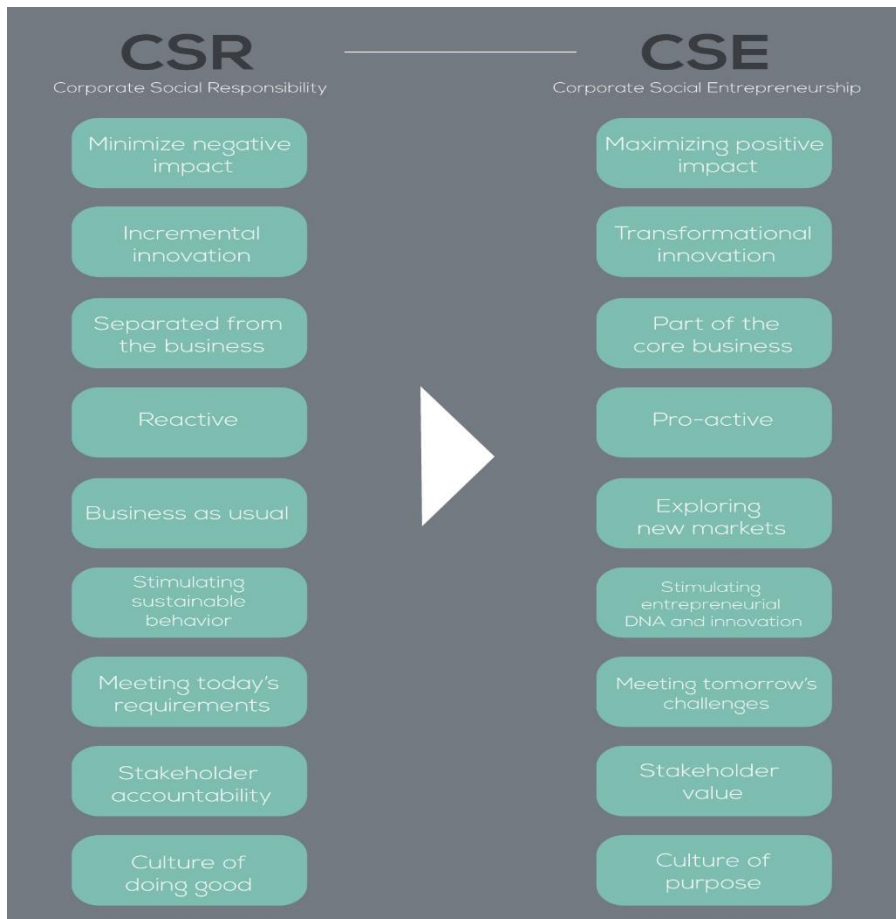 CSR
Corporate Social Responsibility
Minimize negative
impact
Incremental
innovation
Separated from
the business
Reactive
Business as usual
Stimulating
sustainable
behavior
Meeting today's
requirements
Stakeholder
accountability
Culture of
doing good
CSE
Corporate Social Entrepreneurship
Maximizing positive
impact
Transformational
innovation
Part of the
core business
Pro-active
Exploring
new markets
Stimulating
entrepreneurial
DNA and innovation
Meeting tomorrow's
challenges
Stakeholder
value
Culture of
purpose